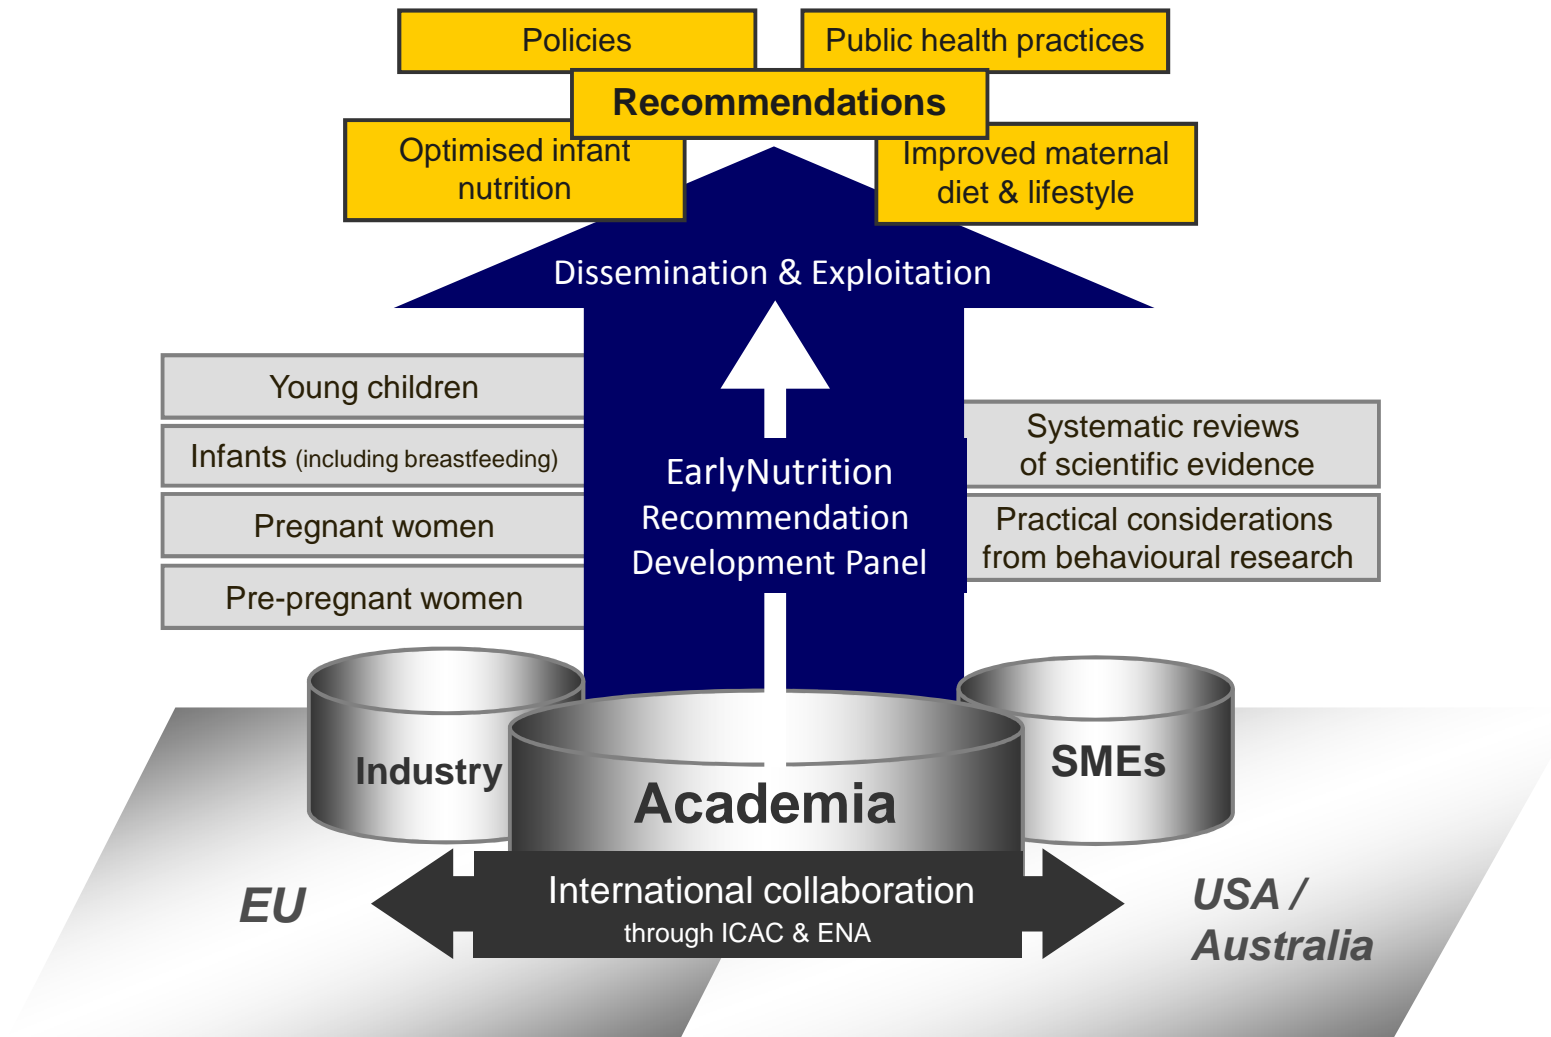 Policies
Public health practices
Recommendations
Optimised infant
nutrition
Improved maternal
diet & lifestyle
Dissemination & Exploitation
Young children
Infants (including breastfeeding)
Pregnant women
Pre-pregnant women
EarlyNutrition
Recommendation
Development Panel
Systematic reviews
of scientific evidence
Practical considerations
from behavioural research
Industry
Academia
SMEs
EU
International collaboration
through ICAC & ENA
USA /
Australia